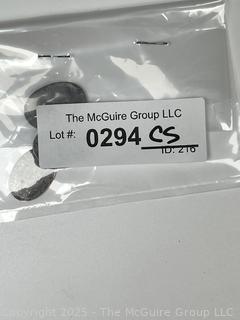 The McGuire Group LLC
Lot #: 0294 CS
ID: 216
Copyright 2025 - The McGuire Group LLC